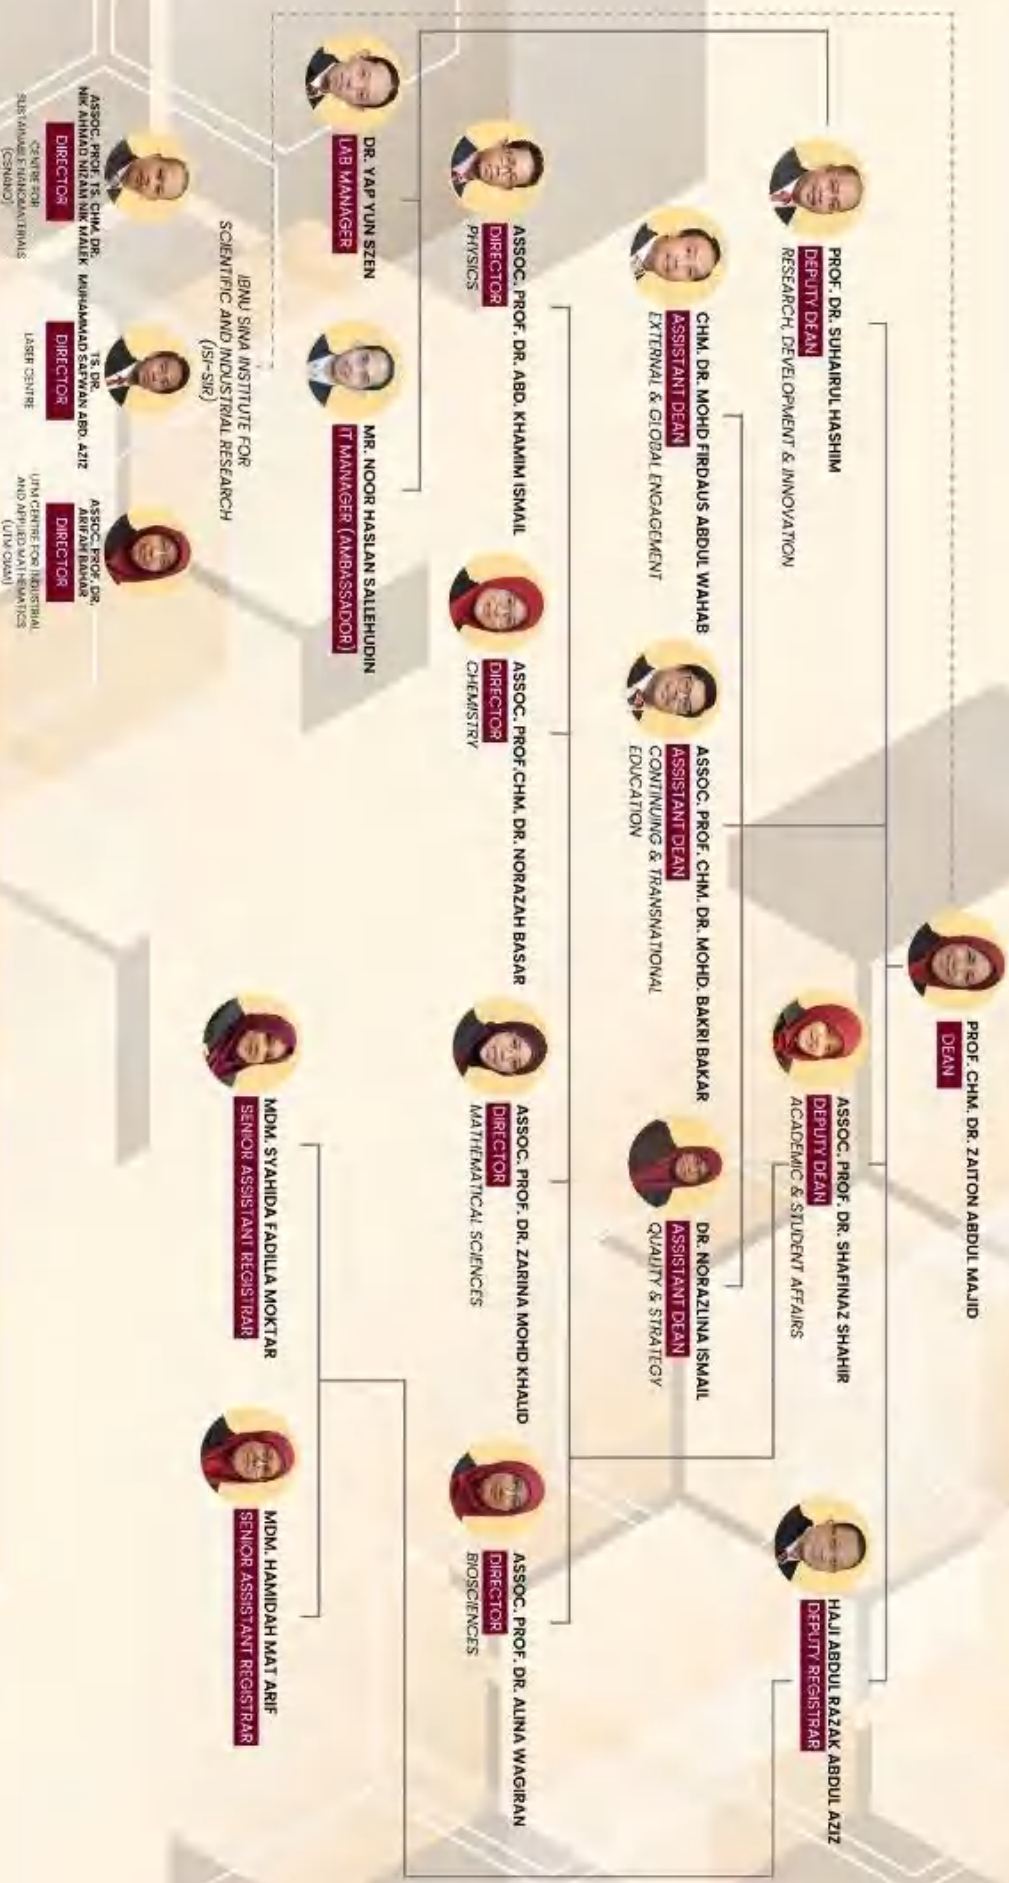 PROF. CHM. DR. ZAITON ABDUL MAJID
DEAN
PROF. DR. SUHAIRUL HASHIM
DEPUTY DEAN
RESEARCH, DEVELOPMENT & INNOVATION
ASSOC. PROF. DR. SHAFINAZ SHAHIR
DEPUTY DEAN
ACADEMIC & STUDENT AFFAIRS
HAJI ABDUL RAZAK ABDUL AZIZ
DEPUTY REGISTRAR
CHM. DR. MOHD FIRDAUS ABDUL WAHAB
ASSISTANT DEAN
EXTERNAL & GLOBAL ENGAGEMENT
ASSOC. PROF. CHM. DR. MOHD. BAKRI BAKAR
ASSISTANT DEAN
CONTINUING & TRANSNATIONAL
EDUCATION
DR. NORAZLINA ISMAIL
ASSISTANT DEAN
QUALITY & STRATEGY
ASSOC. PROF. DR. ABD. KHAMIM ISMAIL
DIRECTOR
PHYSICS
ASSOC. PROF.CHM. DR. NORAZAH BASAR
DIRECTOR
CHEMISTRY
ASSOC. PROF. DR. ZARINA MOHD KHALID
DIRECTOR
MATHEMATICAL SCIENCES
ASSOC. PROF. DR. ALINA WAGIRAN
DIRECTOR
BIOSCIENCES
DR. YAP YUN SZEN
LAB MANAGER
MR. NOOR HASLAN SALLEHUDIN
IT MANAGER (AMBASSADOR)
MDM. SYAHIDA FADILLA MOKTAR
SENIOR ASSISTANT REGISTRAR
MDM. HAMIDAH MAT ARIF
SENIOR ASSISTANT REGISTRAR
IBNU SINA INSTITUTE FOR
SCIENTIFIC AND INDUSTRIAL RESEARCH
(ISI-SIR)
ASSOC. PROF. TS. CHM. DR.
NIK AHMAD NIZAM NIK MALEK
DIRECTOR
CENTRE FOR
SUSTAINABLE NANOMATERIALS
(CSNANO)
TS. DR.
MUHAMMAD SAFWAN ABD. AZIZ
DIRECTOR
LASER CENTRE
ASSOC. PROF. DR.
ARIFAH BAHAR
DIRECTOR
UTM CENTRE FOR INDUSTRIAL
AND APPLIED MATHEMATICS
(UTM-CIAM)